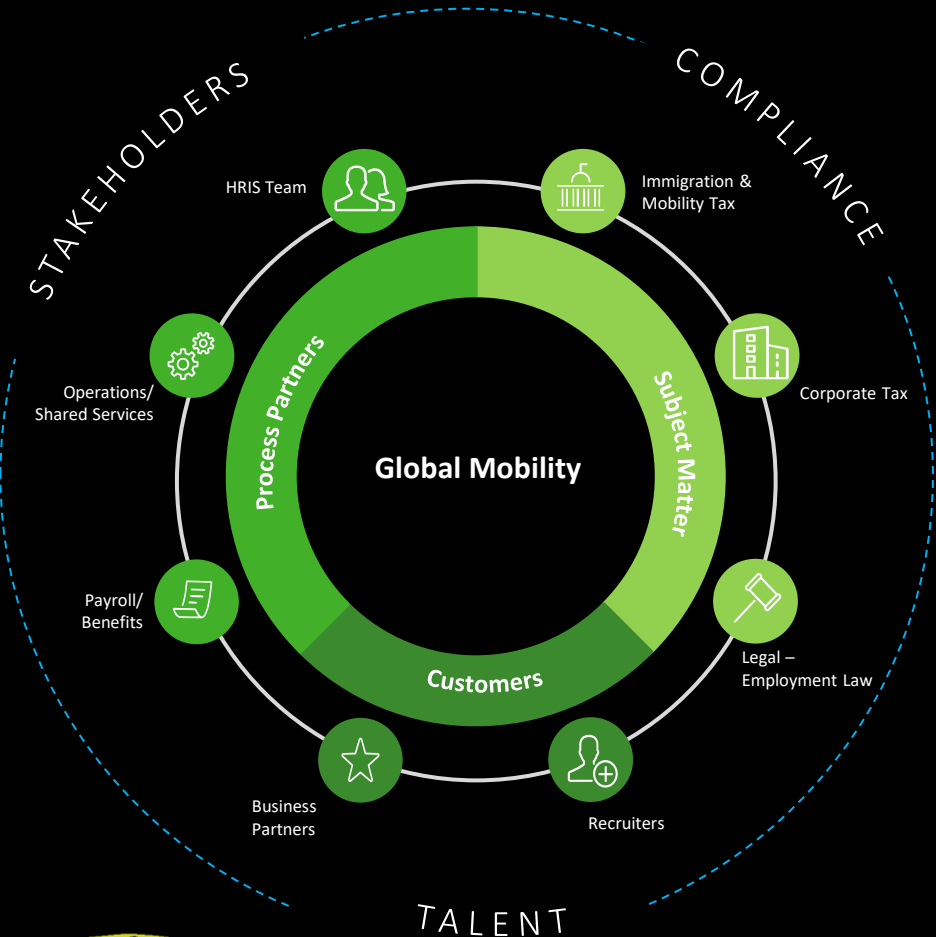 STAKEHOLDERS
COMPLIANCE
HRIS Team
Immigration &
Mobility Tax
Operations/
Shared Services
Corporate Tax
Process Partners
Subject Matter
Global Mobility
Payroll/
Benefits
Legal –
Employment Law
Customers
Business
Partners
Recruiters
TALENT